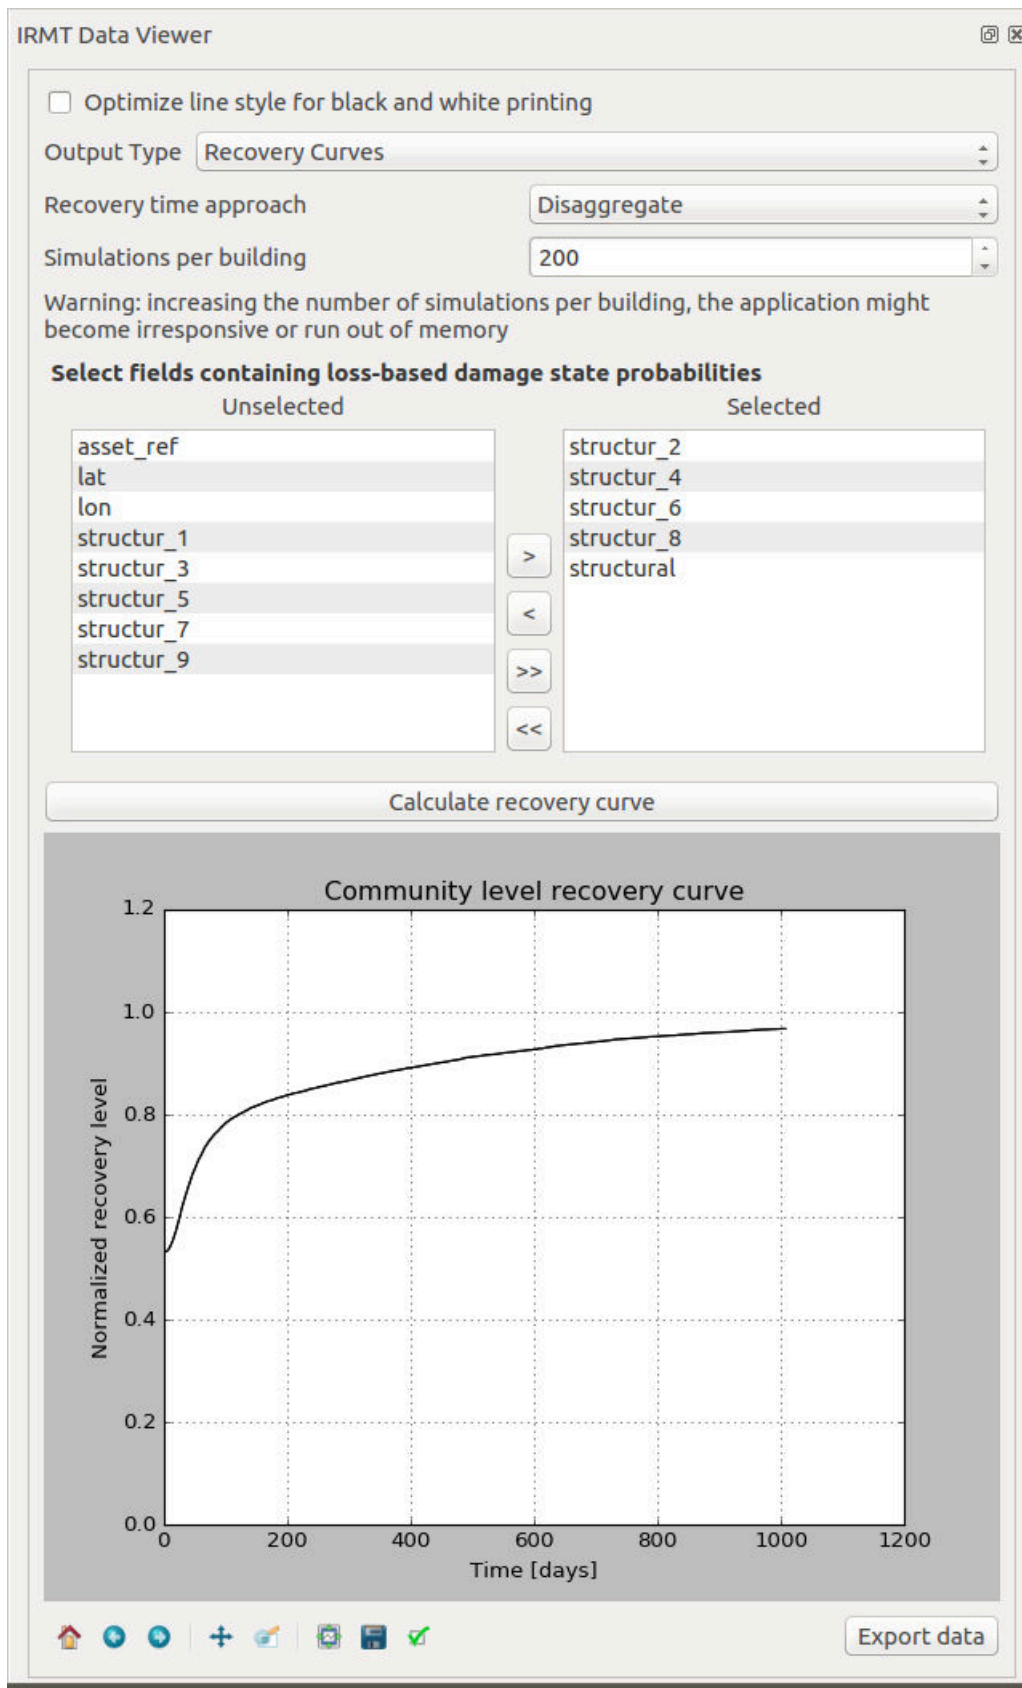 IRMT Data Viewer
Optimize line style for black and white printing
Output Type Recovery Curves
Recovery time approach Disaggregate
Simulations per building 200
Warning: increasing the number of simulations per building, the application might
become irresponsive or run out of memory
Select fields containing loss-based damage state probabilities
Unselected Selected
asset_ref structur_2
lat structur_4
lon structur_6
structur_1 structur_8
structur_3 structural
structur_5
structur_7
structur_9
>
<
>>
<<
Calculate recovery curve
Community level recovery curve
1.2
1.0
0.8
0.6
0.4
0.2
0.0
Normalized recovery level
0 200 400 600 800 1000 1200
Time [days]
Export data